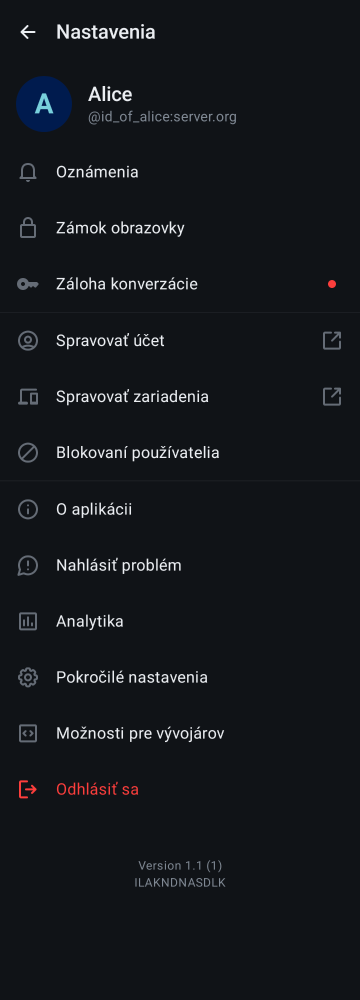 Nastavenia
A
Alice
@id_of_alice:server.org
Oznámenia
Zámok obrazovky
Záloha konverzácie
Spravovať účet
Spravovať zariadenia
Blokovaní používatelia
O aplikácii
Nahlásiť problém
Analytika
Pokročilé nastavenia
Možnosti pre vývojárov
Odhlásiť sa
Version 1.1 (1)
ILAKNDNASDLK